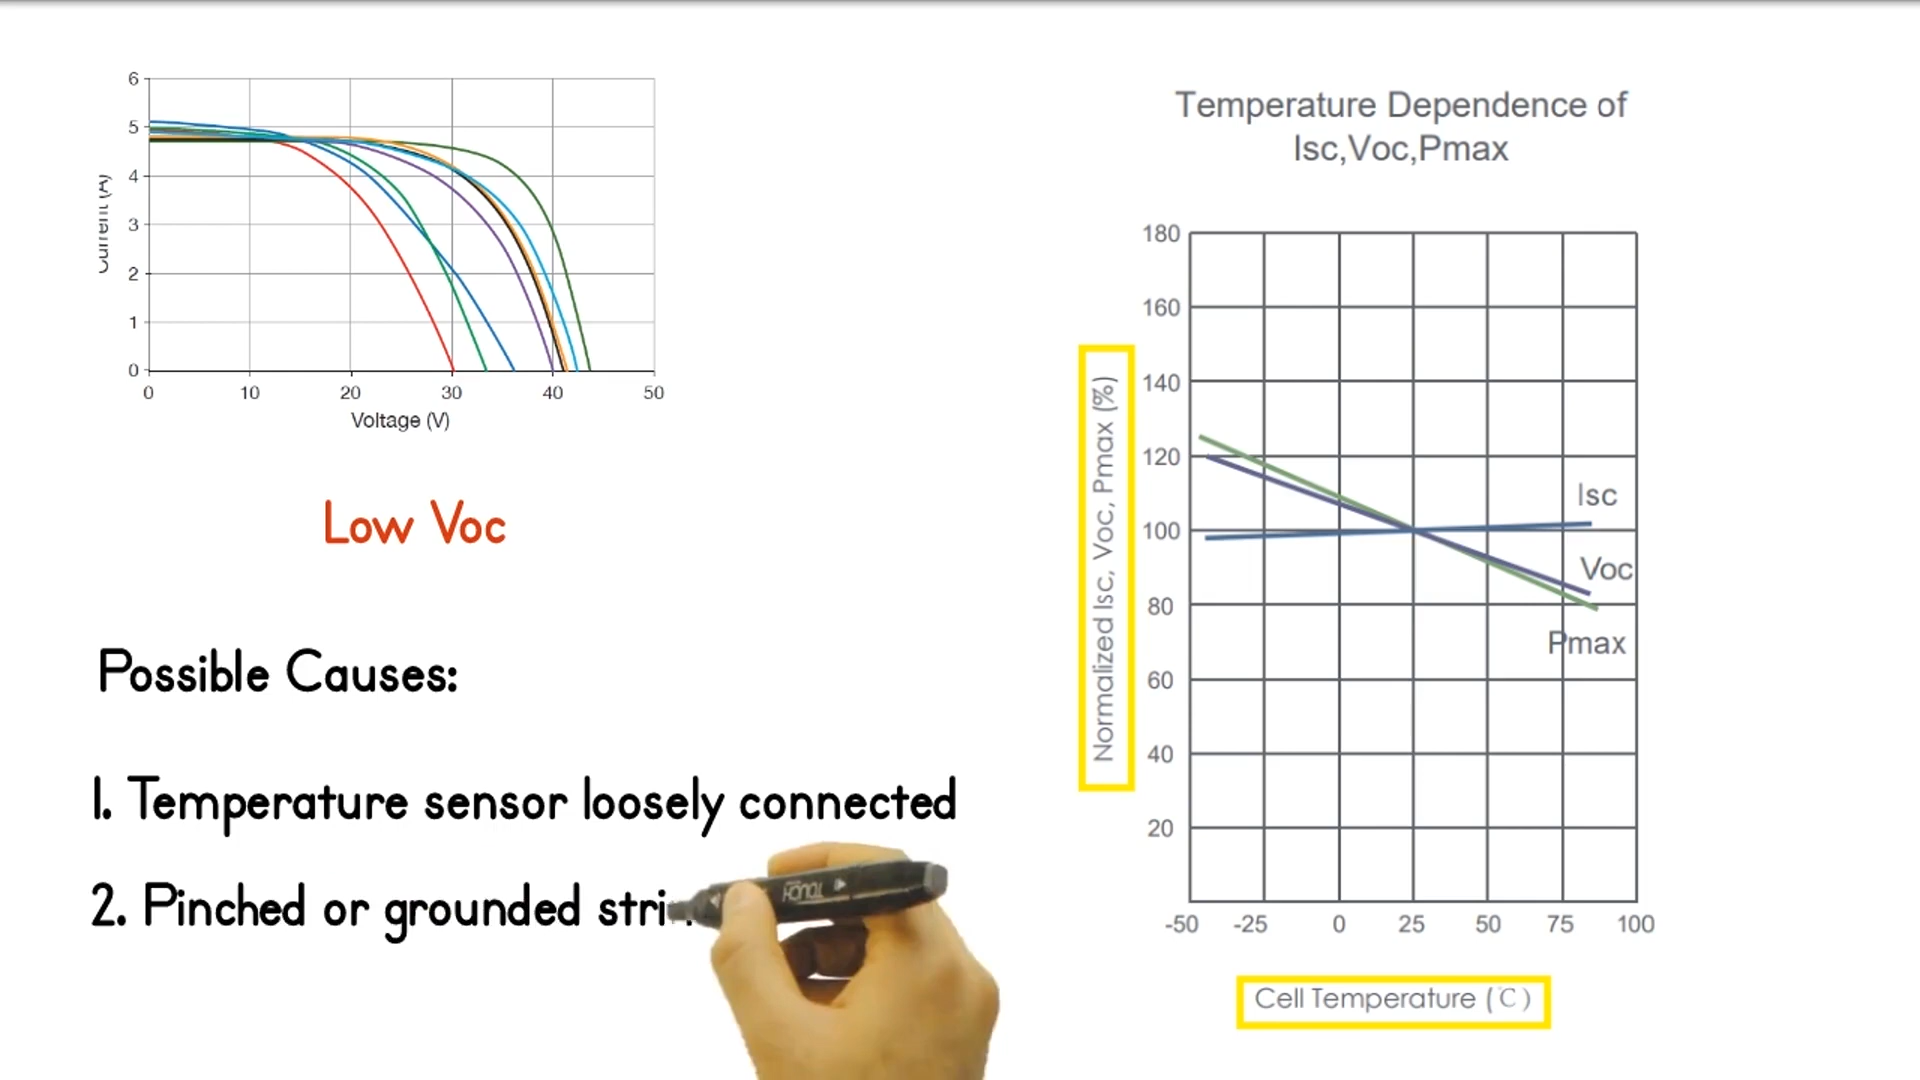 6
5
4
3
2
1
0
Current (A)
0 10 20 30 40 50
Voltage (V)
Low Voc
Possible Causes:
1. Temperature sensor loosely connected
2. Pinched or grounded stri
TOUCH
Temperature Dependence of
Isc,Voc,Pmax
180
160
140
120
100
80
60
40
20
Normalized Isc, Voc, Pmax (%)
Isc
Voc
Pmax
-50 -25 0 25 50 75 100
Cell Temperature (℃)